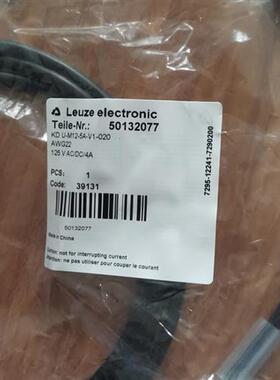 Leuze electronic
Teile-Nr.: 50132077
KD U-M12-5A-V1-020
AWG22
125 V AC/DC/4A
PCS: 1
Code: 39131
50132077
Made in China
Caution: not for interrupting current
Attention: ne pas utiliser pour couper le courant
7295-12241-7290200